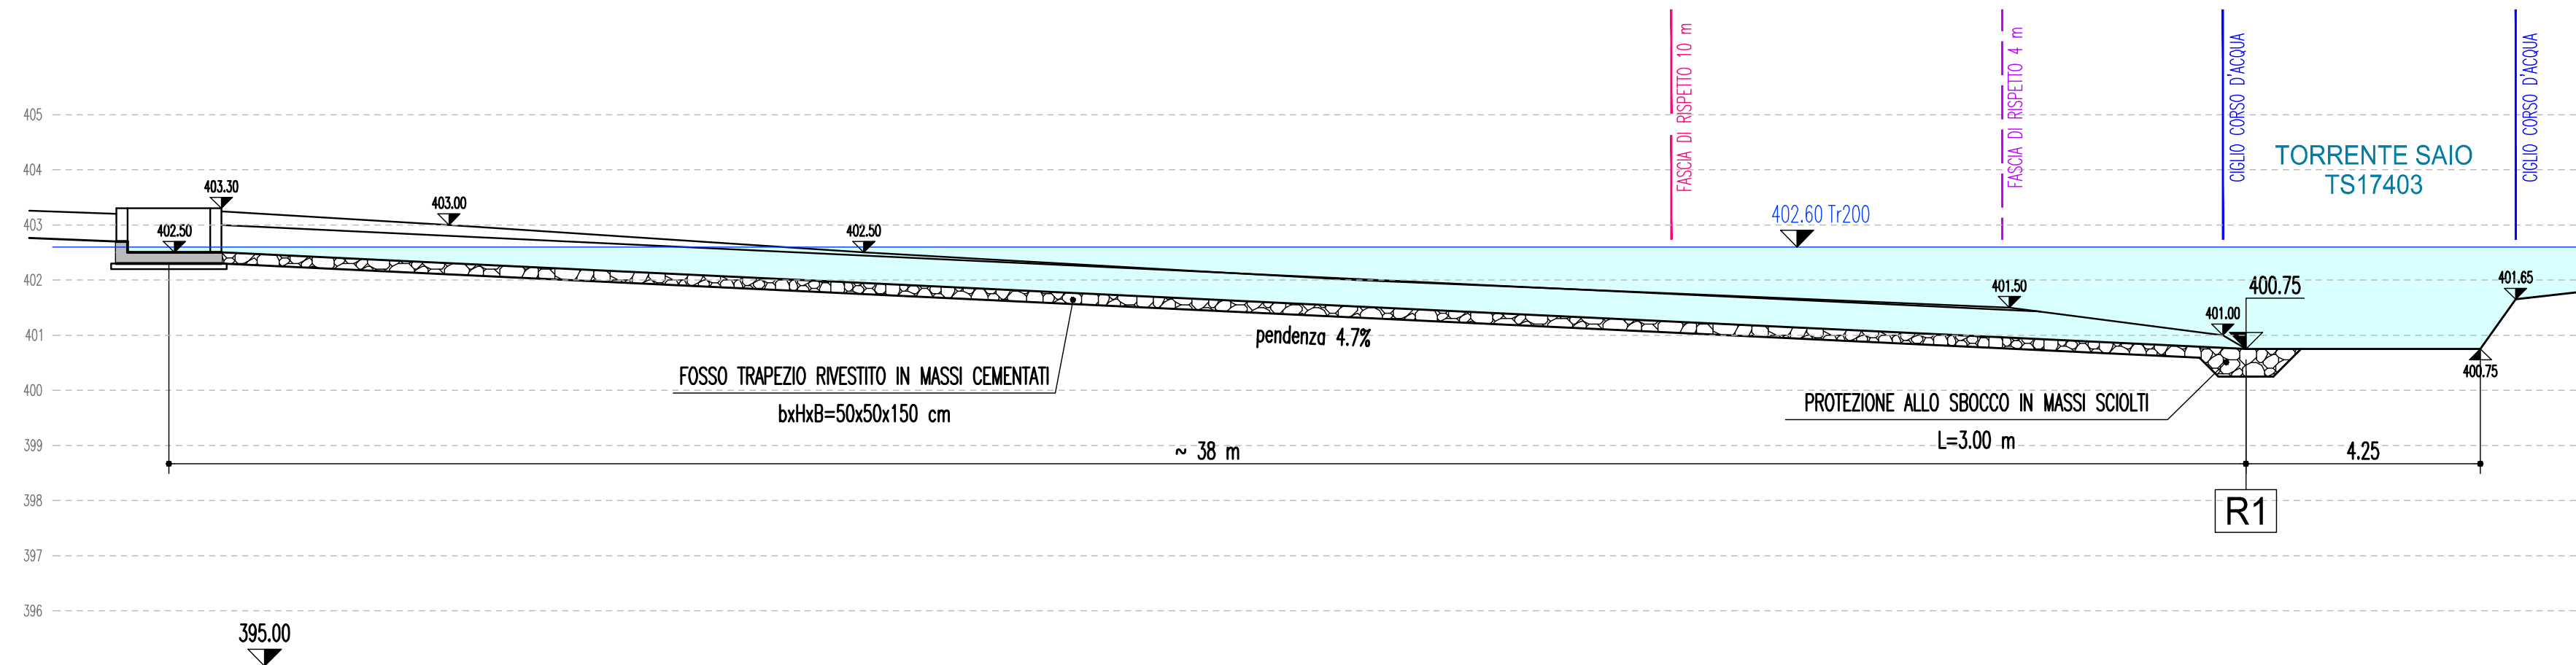 FASCIA DI RISPETTO 10 m
FASCIA DI RISPETTO 4 m
CIGLIO CORSO D'ACQUA
CIGLIO CORSO D'ACQUA
TORRENTE SAIO
TS17403
405
404
403
402
401
400
399
398
397
396
403.30
402.50
403.00
402.50
402.60 Tr200
401.50
401.00
400.75
401.65
400.75
pendenza 4.7%
FOSSO TRAPEZIO RIVESTITO IN MASSI CEMENTATI
bxHxB=50x50x150 cm
PROTEZIONE ALLO SBOCCO IN MASSI SCIOLTI
L=3.00 m
~ 38 m
4.25
R1
395.00